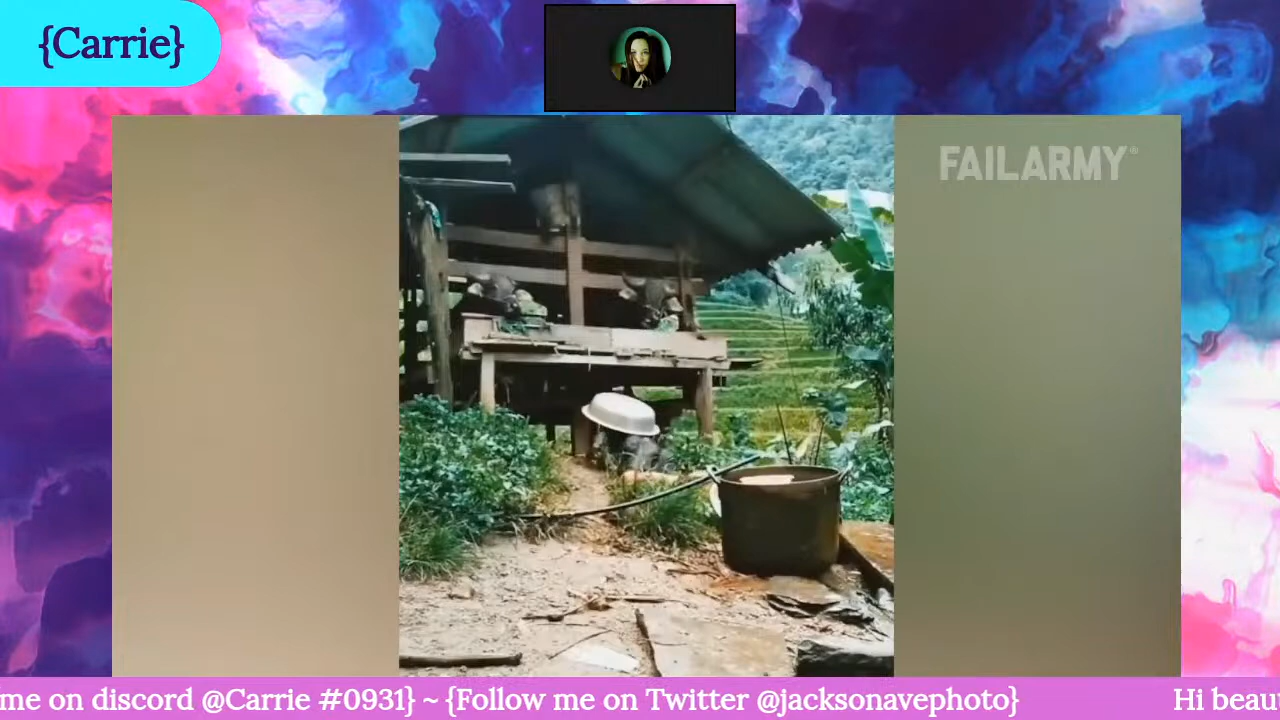 {Carrie}
FAILARMY®
me on discord @Carrie #0931} ~ {Follow me on Twitter @jacksonavephoto}
Hi beau